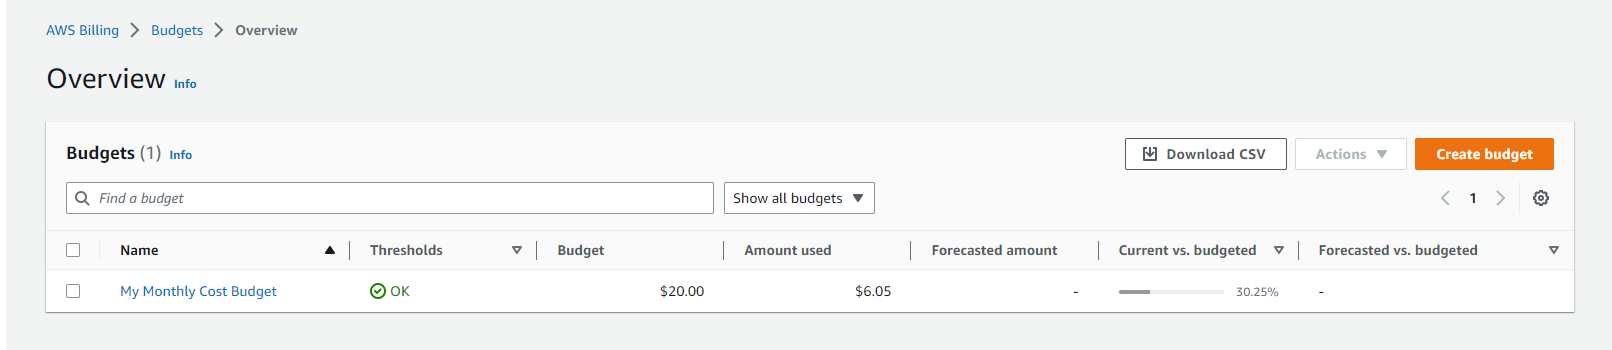 AWS Billing > Budgets > Overview
Overview Info
Budgets (1) Info Download CSV Actions Create budget
Find a budget Show all budgets 1
Name Thresholds Budget Amount used Forecasted amount Current vs. budgeted Forecasted vs. budgeted
My Monthly Cost Budget OK $20.00 $6.05 - 30.25% -